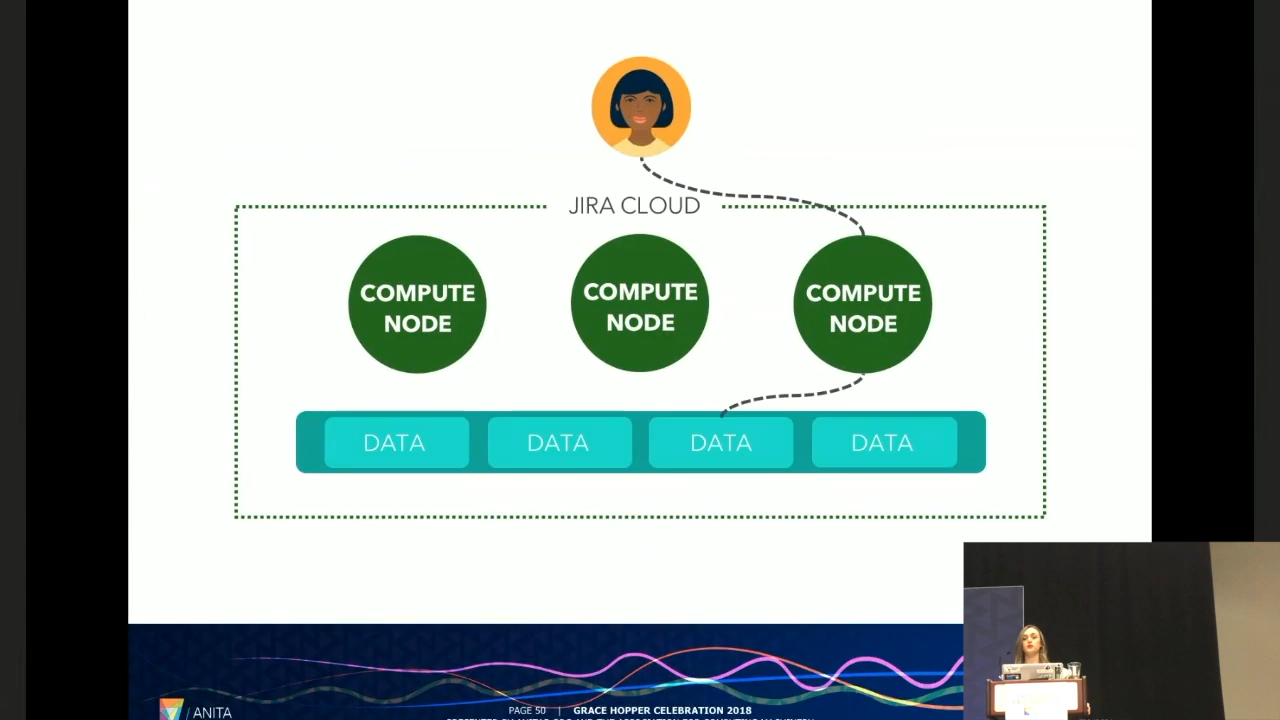 JIRA CLOUD
COMPUTE
NODE
COMPUTE
NODE
COMPUTE
NODE
DATA
DATA
DATA
DATA
/ ANITA
PAGE 50 | GRACE HOPPER CELEBRATION 2018